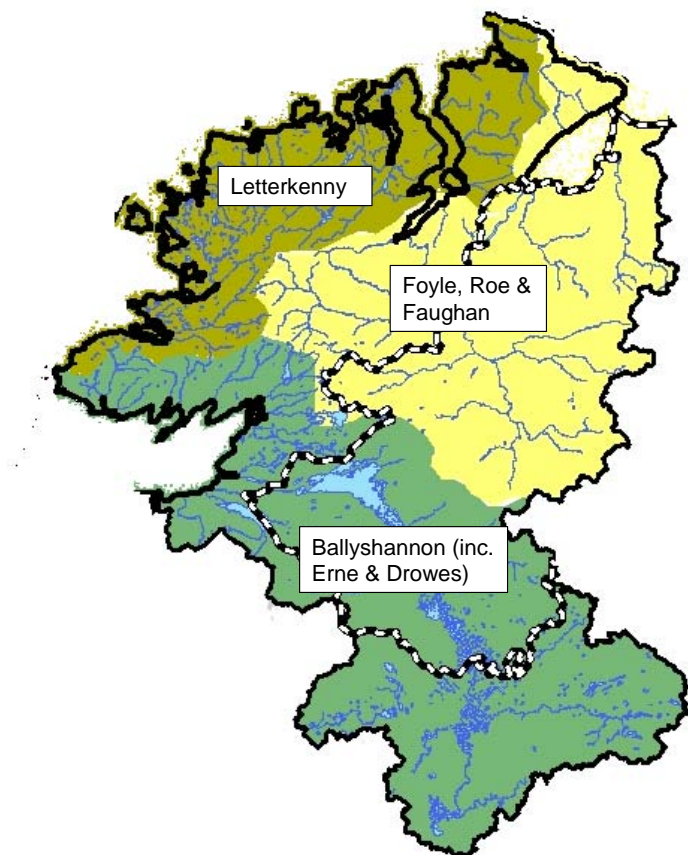 Letterkenny
Foyle, Roe &
Faughan
Ballyshannon (inc.
Erne & Drowes)